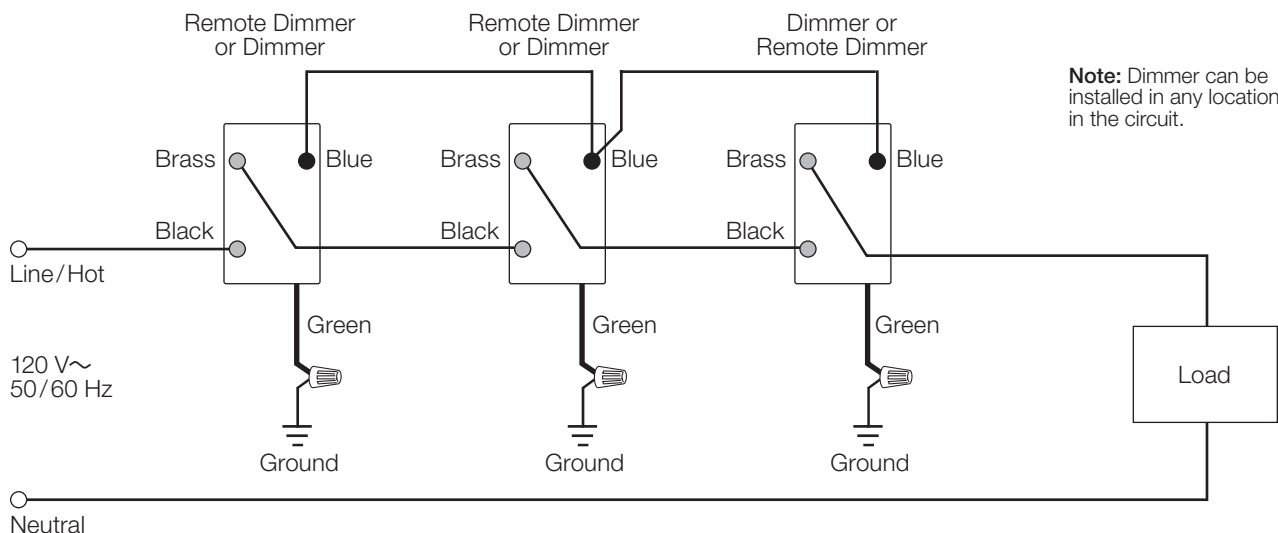 Remote Dimmer
or Dimmer
Remote Dimmer
or Dimmer
Dimmer or
Remote Dimmer
Note: Dimmer can be
installed in any location
in the circuit.
Brass
Blue
Brass
Blue
Brass
Blue
Black
Black
Black
Line/Hot
Green
Green
Green
120 V~
50/60 Hz
Load
Ground
Ground
Ground
Neutral